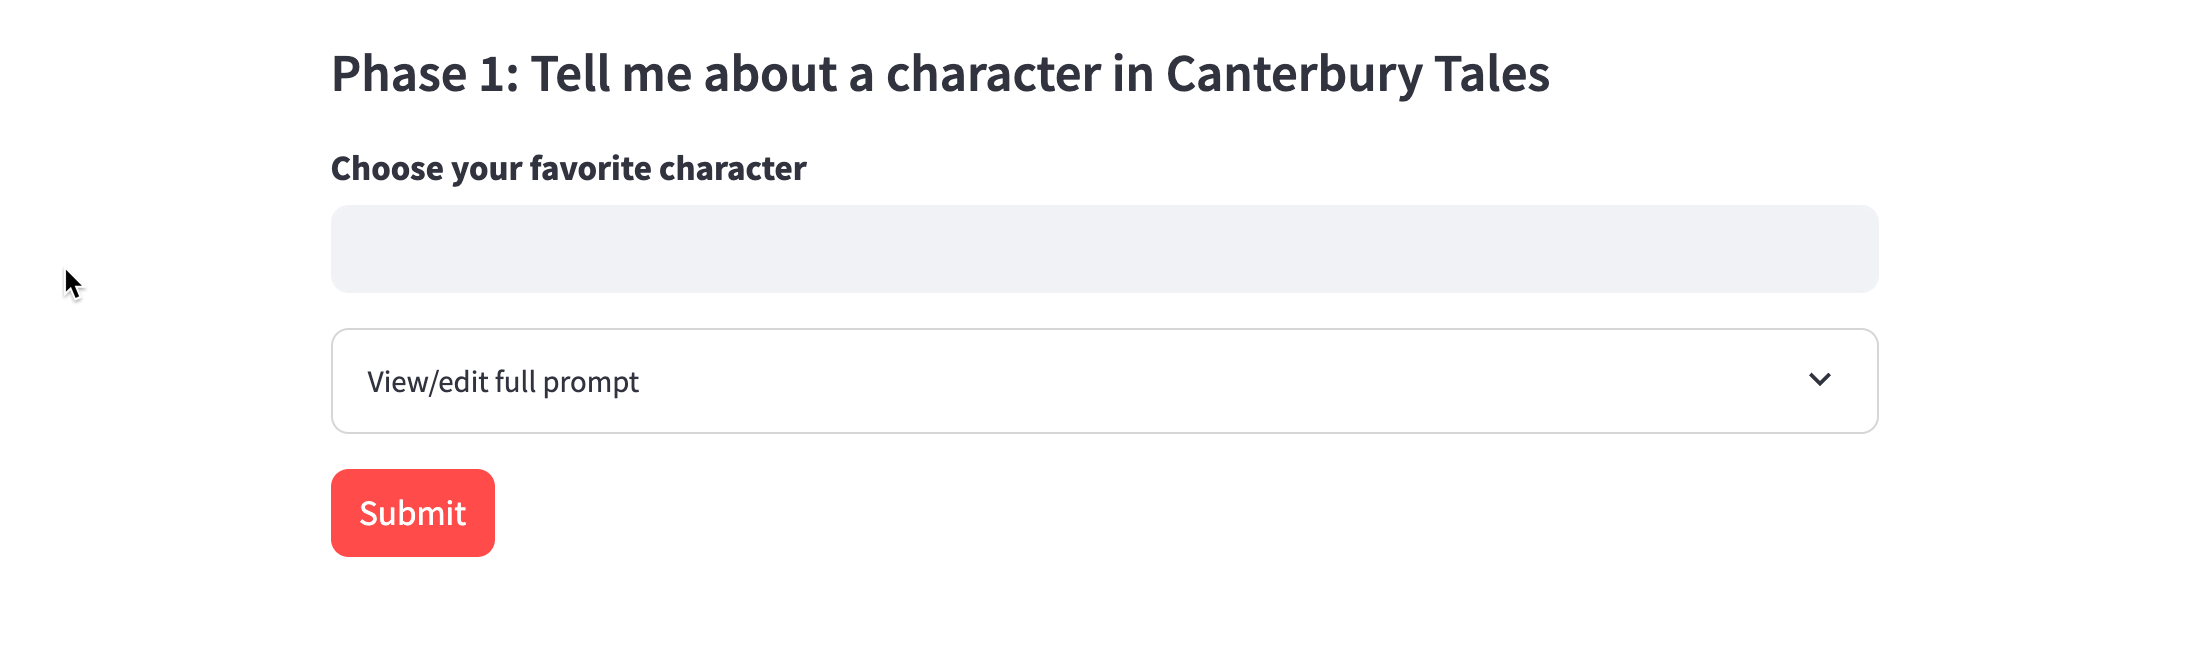 Phase 1: Tell me about a character in Canterbury Tales
Choose your favorite character
View/edit full prompt
Submit